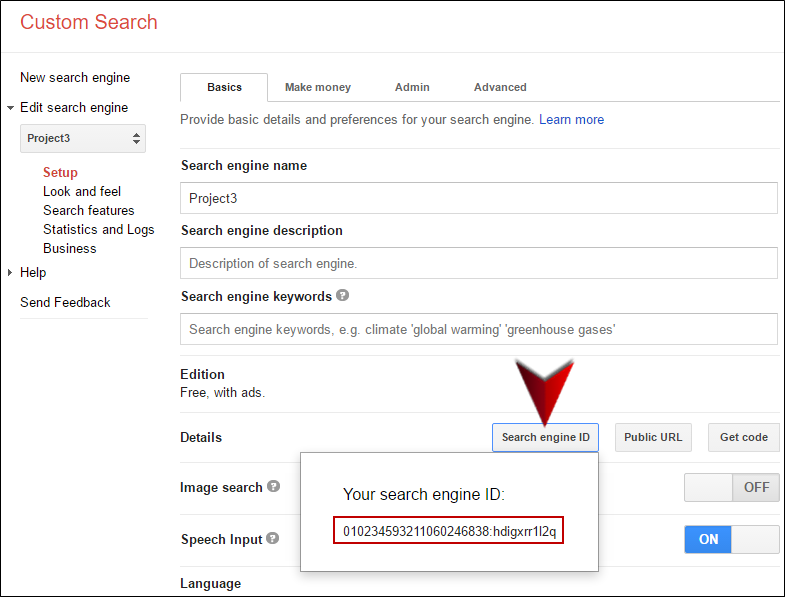 Custom Search
New search engine
Edit search engine
Project3
Setup
Look and feel
Search features
Statistics and Logs
Business
Help
Send Feedback
Basics Make money Admin Advanced
Provide basic details and preferences for your search engine. Learn more
Search engine name
Project3
Search engine description
Description of search engine.
Search engine keywords ?
Search engine keywords, e.g. climate 'global warming' 'greenhouse gases'
Edition
Free, with ads.
Details Search engine ID Public URL Get code
Your search engine ID:
010234593211060246838:hdigxrr1l2q
Image search ? OFF
Speech Input ? ON
Language